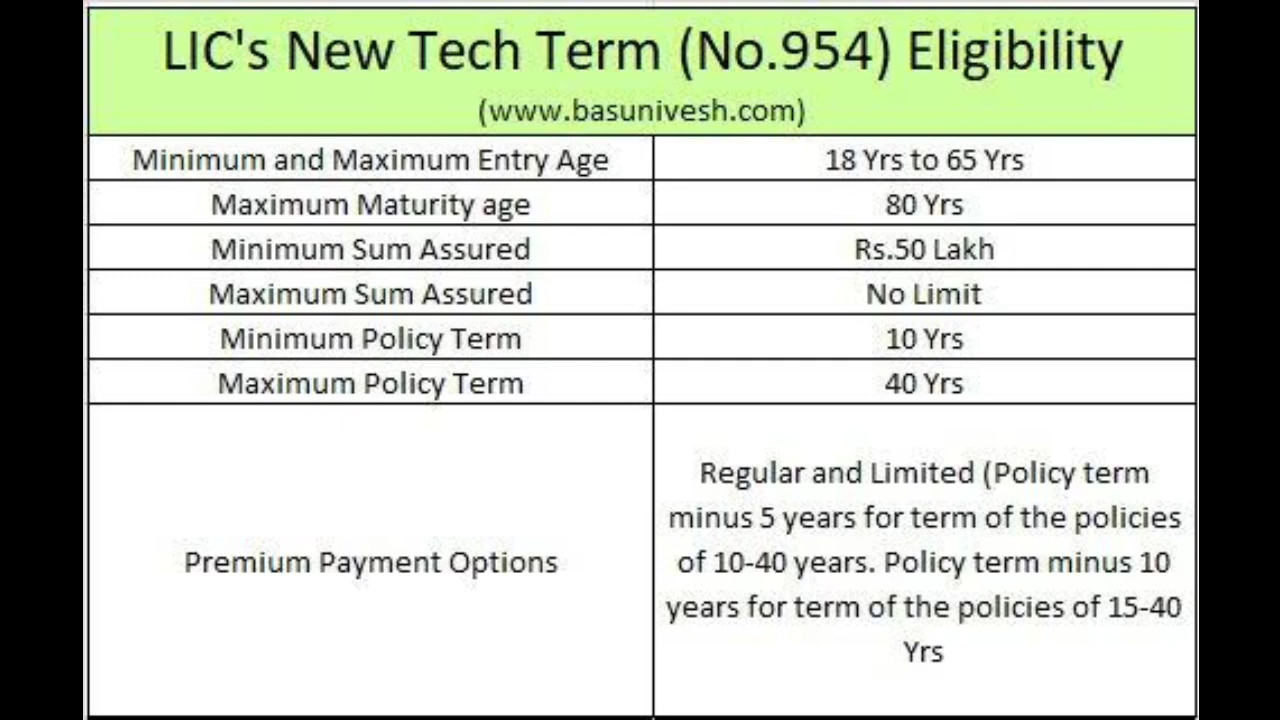 LIC's New Tech Term (No.954) Eligibility
(www.basunivesh.com)
Minimum and Maximum Entry Age 18 Yrs to 65 Yrs
Maximum Maturity age 80 Yrs
Minimum Sum Assured Rs.50 Lakh
Maximum Sum Assured No Limit
Minimum Policy Term 10 Yrs
Maximum Policy Term 40 Yrs
Premium Payment Options
Regular and Limited (Policy term
minus 5 years for term of the policies
of 10-40 years. Policy term minus 10
years for term of the policies of 15-40
Yrs